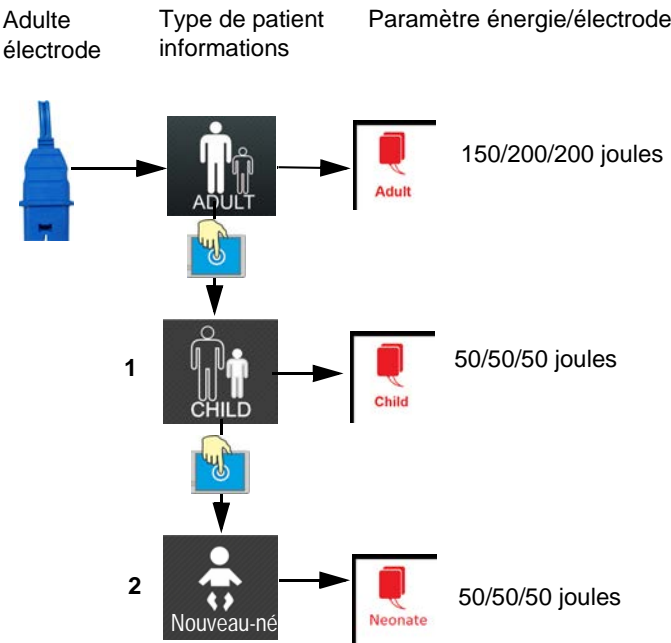 Adulte
électrode
Type de patient
informations
Paramètre énergie/électrode
ADULT
Adult
150/200/200 joules
1
CHILD
Child
50/50/50 joules
2
Nouveau-né
Neonate
50/50/50 joules